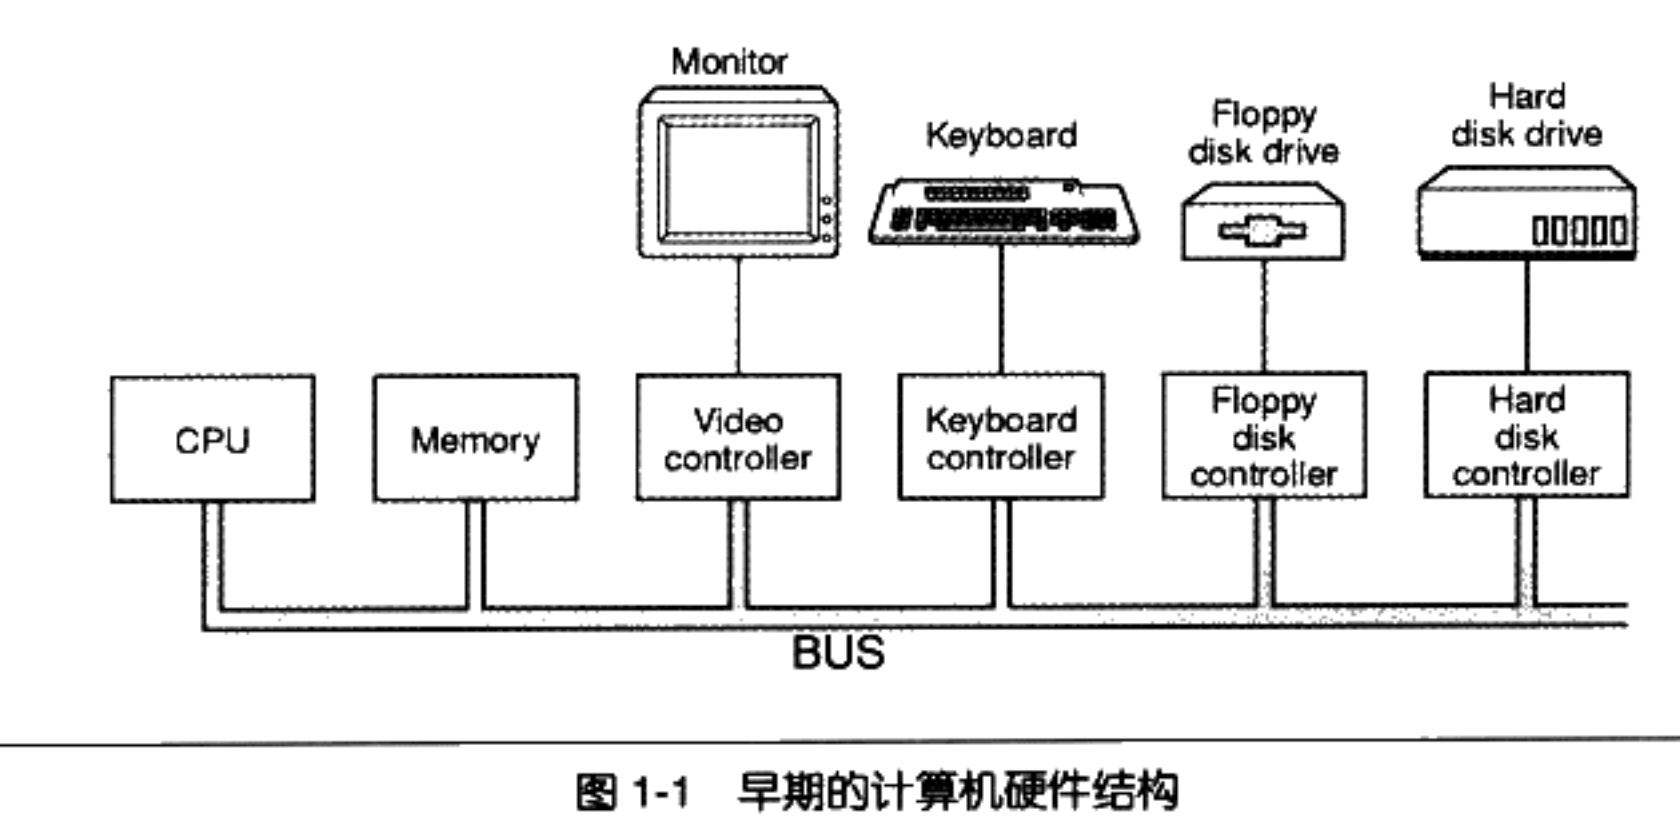 Monitor
Keyboard
Floppy
disk drive
Hard
disk drive
CPU
Memory
Video
controller
Keyboard
controller
Floppy
disk
controller
Hard
disk
controller
BUS
图 1-1 早期的计算机硬件结构